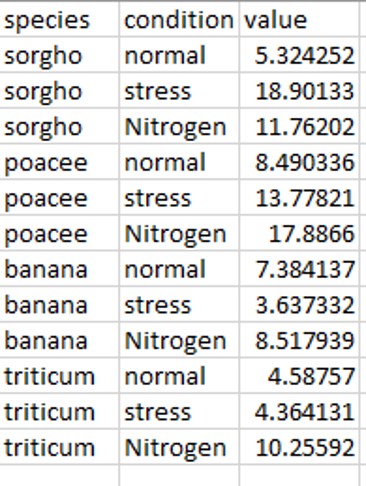 species condition value
sorgho normal 5.324252
sorgho stress 18.90133
sorgho Nitrogen 11.76202
poacee normal 8.490336
poacee stress 13.77821
poacee Nitrogen 17.8866
banana normal 7.384137
banana stress 3.637332
banana Nitrogen 8.517939
triticum normal 4.58757
triticum stress 4.364131
triticum Nitrogen 10.25592